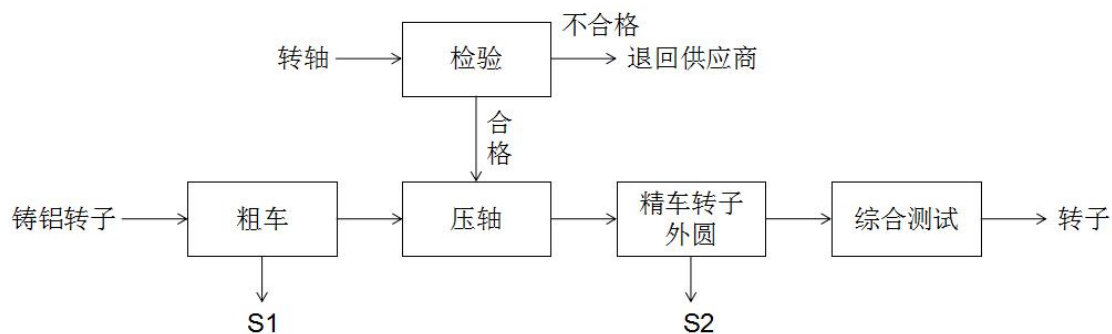 不合格
转轴
检验
退回供应商
合
格
铸铝转子
粗车
压轴
精车转子
外圆
综合测试
转子
S1
S2